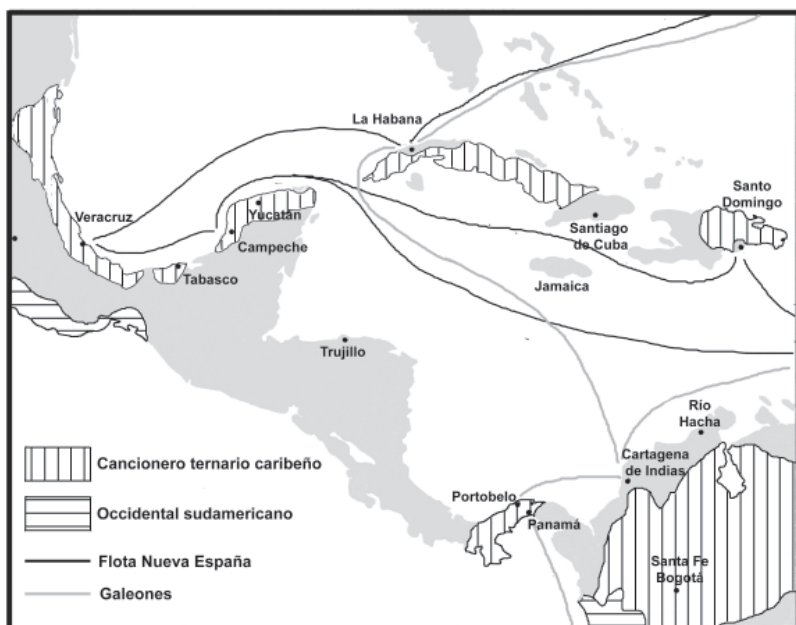 La Habana
Santo
Domingo
Veracruz
Yucatán
Campeche
Santiago
de Cuba
Tabasco
Jamaica
Trujillo
Río
Hacha
Cartagena
de Indias
Cancionero ternario caribeño
Portobelo
Occidental sudamericano
Panamá
Flota Nueva España
Santa Fe
Bogotá
Galeones